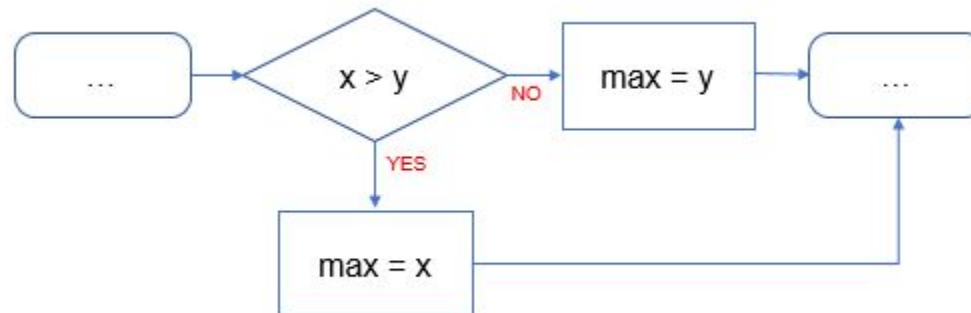 ...
x > y
NO
max = y
...
YES
max = x